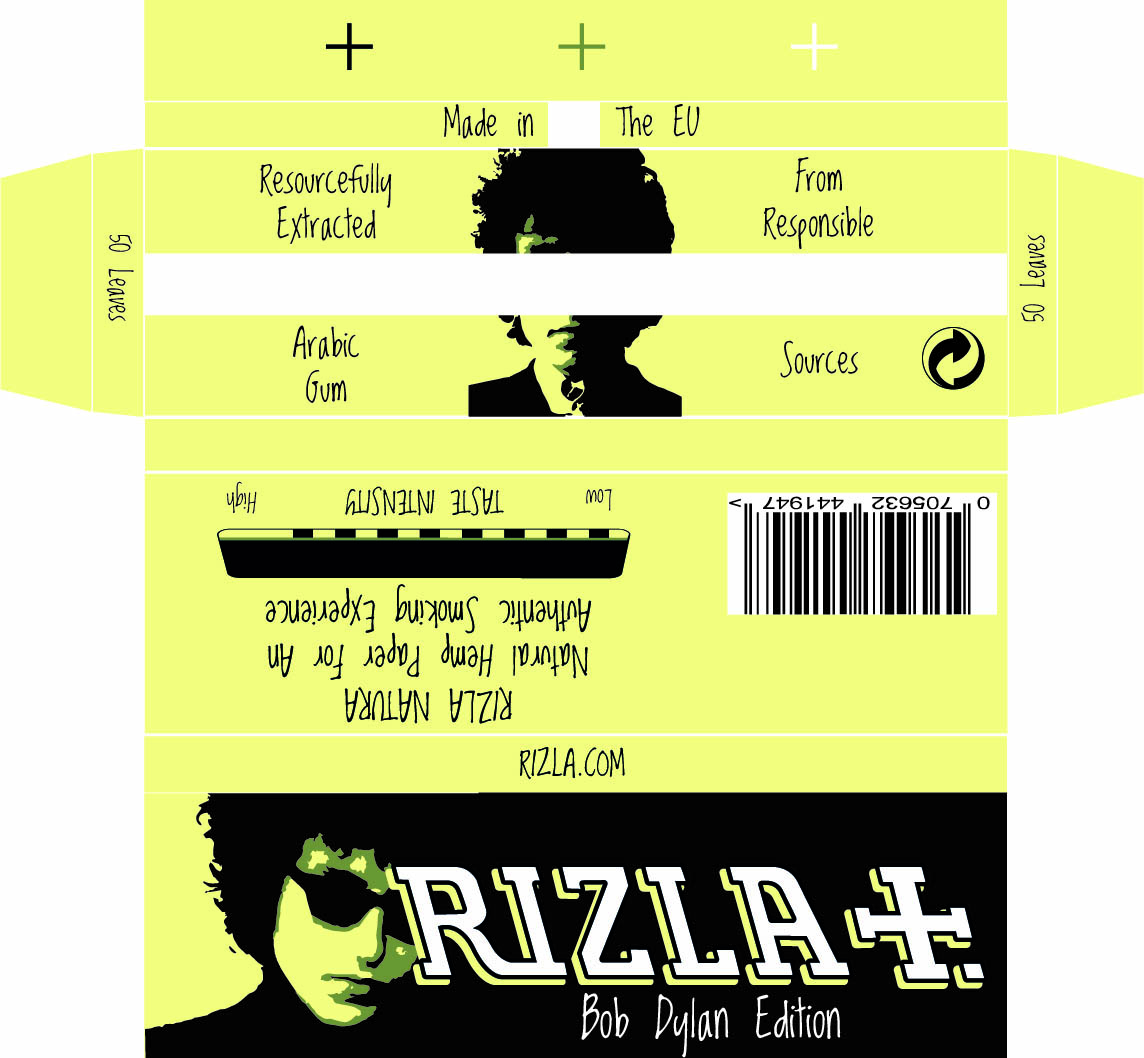 Made in The EU
Resourcefully
Extracted
From
Responsible
50 Leaves
50 Leaves
Arabic
Gum
Sources
RIZLA NATURA
Natural Hemp Paper For An
Authentic Smoking Experience
Low TASTE INTENSITY High
0 705632 441947 >
RIZLA.COM
RIZLA+.
Bob Dylan Edition